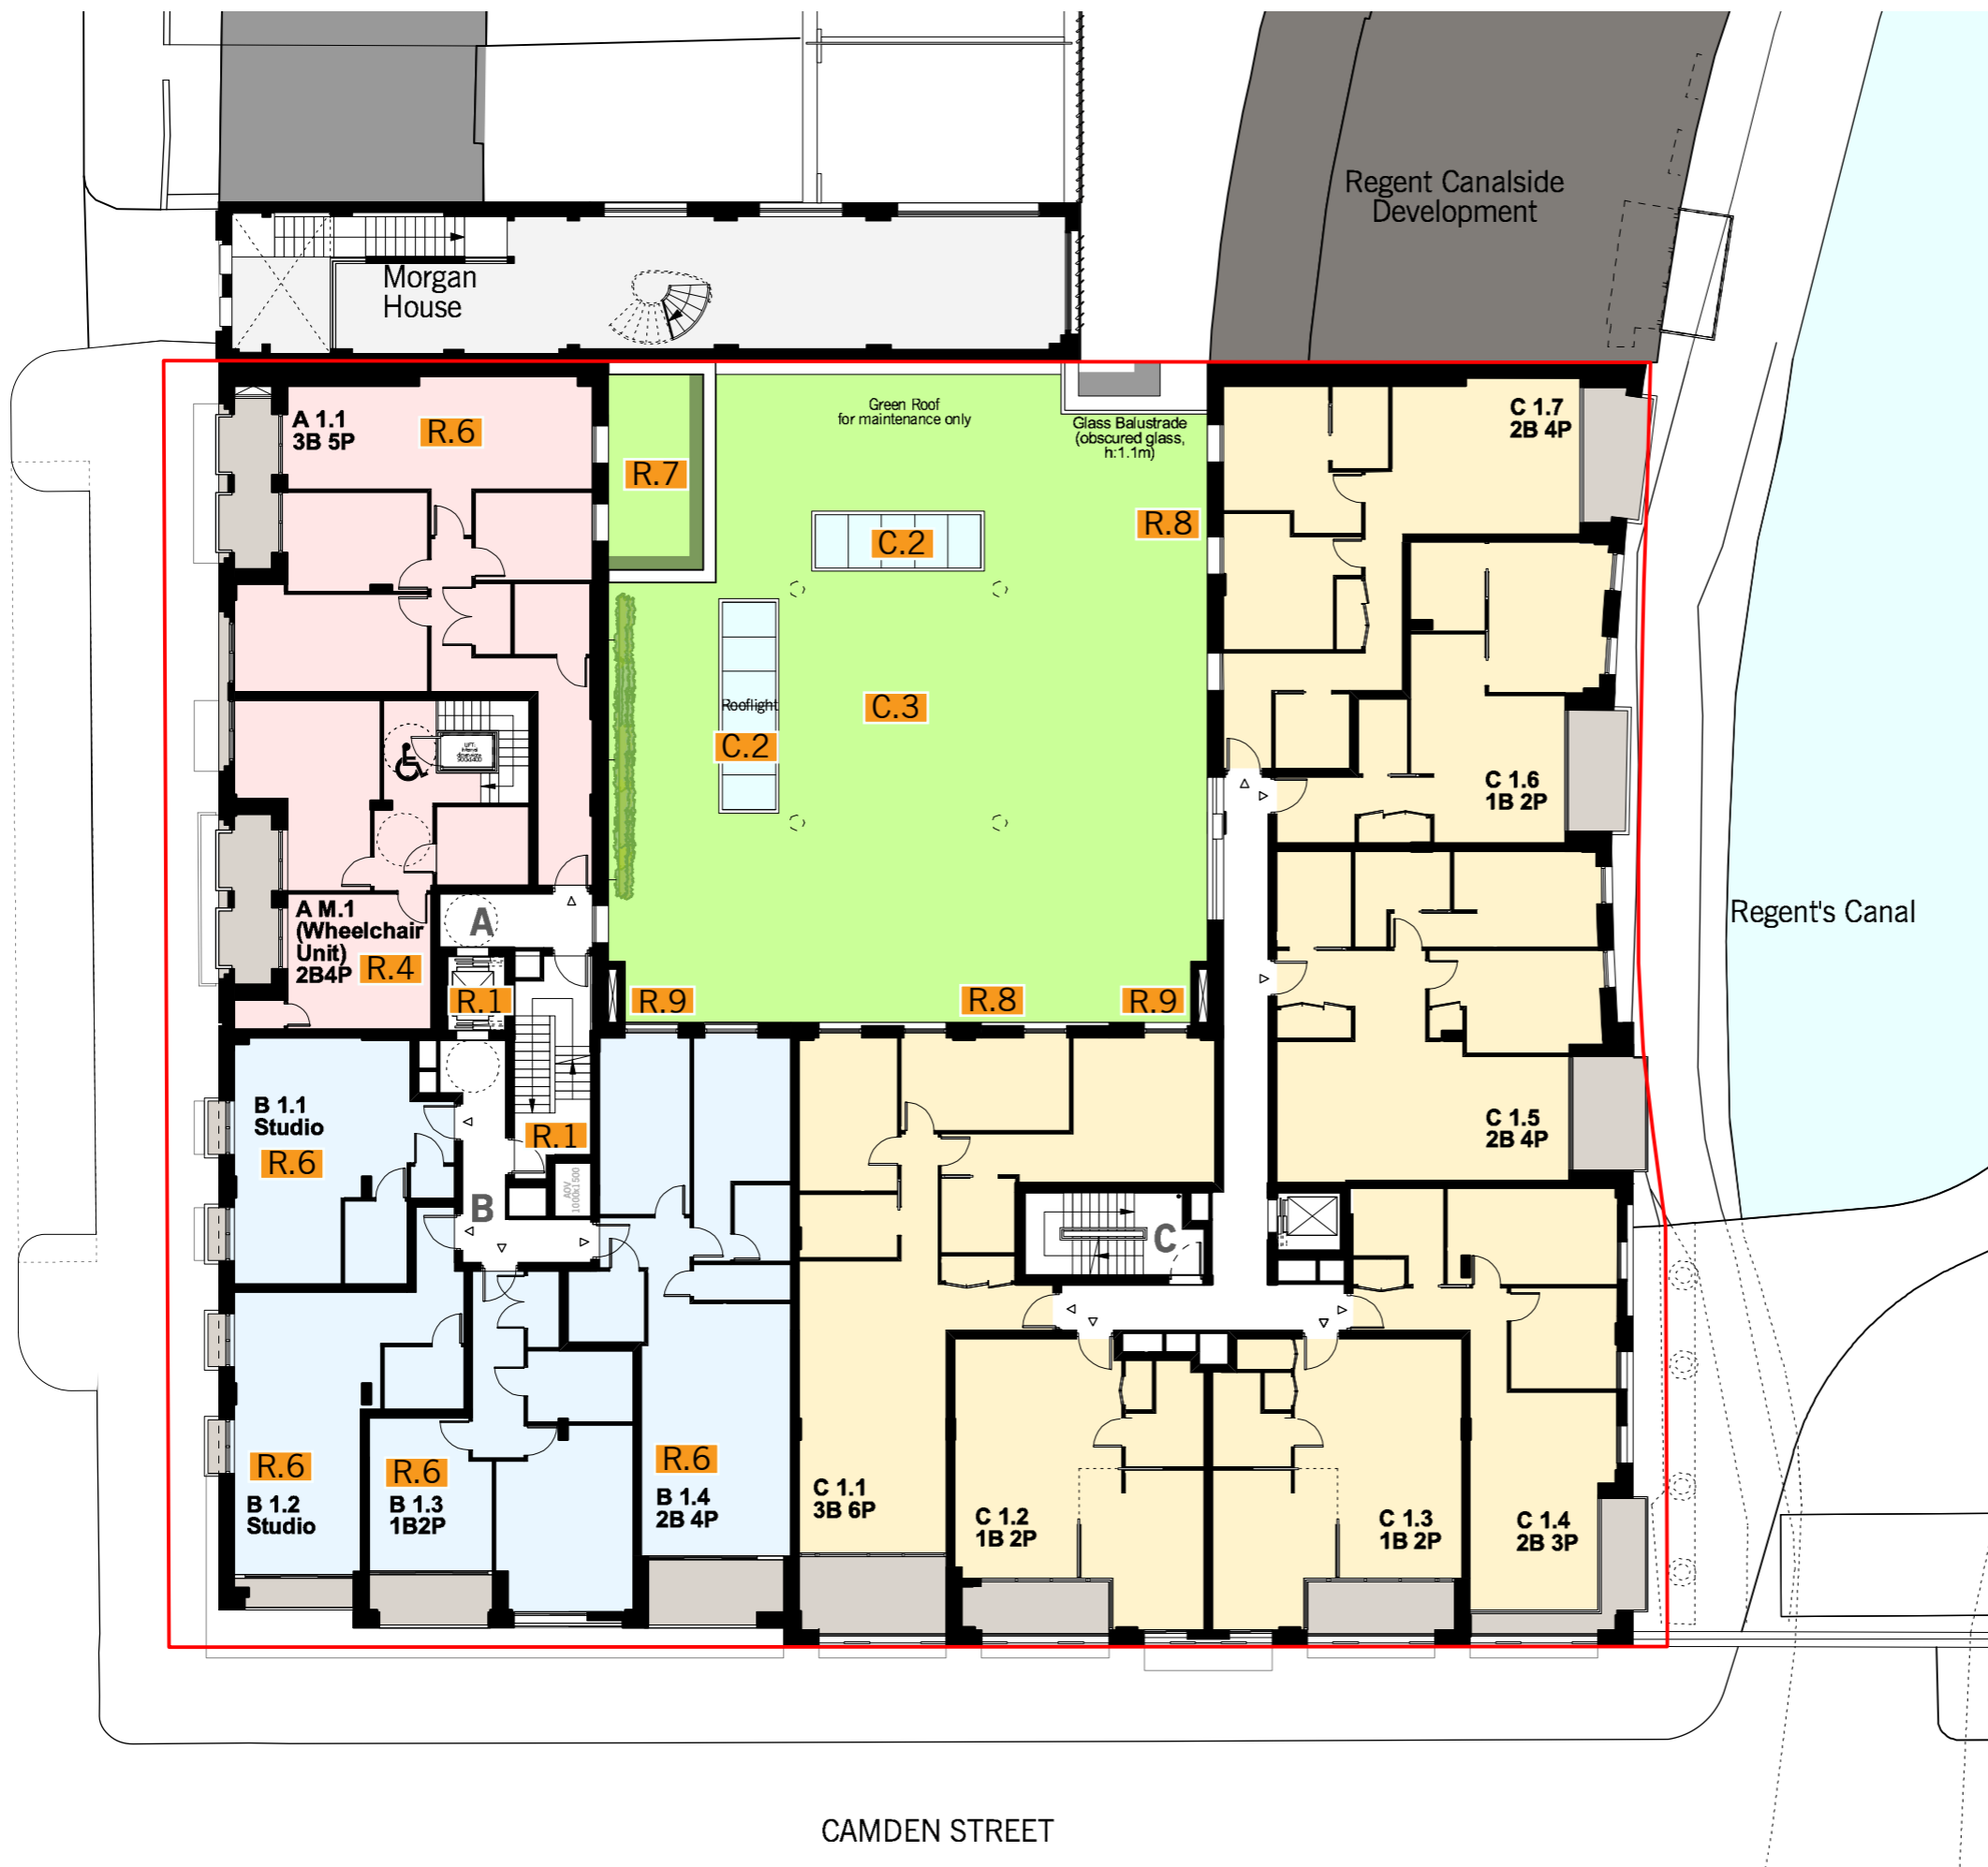 Regent Canalside
Development
Morgan
House
A 1.1
3B 5P
R.6
R.7
Green Roof
for maintenance only
Glass Balustrade
(obscured glass,
h:1.1m)
C 1.7
2B 4P
R.8
C.2
Rooflight
C.2
C.3
C 1.6
1B 2P
A M.1
(Wheelchair
Unit)
2B4P
R.4
A
R.1
R.9
R.8
R.9
Regent's Canal
B 1.1
Studio
R.6
R.1
AOV
1000x1500
B
C
C 1.5
2B 4P
R.6
B 1.2
Studio
R.6
B 1.3
1B2P
R.6
B 1.4
2B 4P
C 1.1
3B 6P
C 1.2
1B 2P
C 1.3
1B 2P
C 1.4
2B 3P
CAMDEN STREET